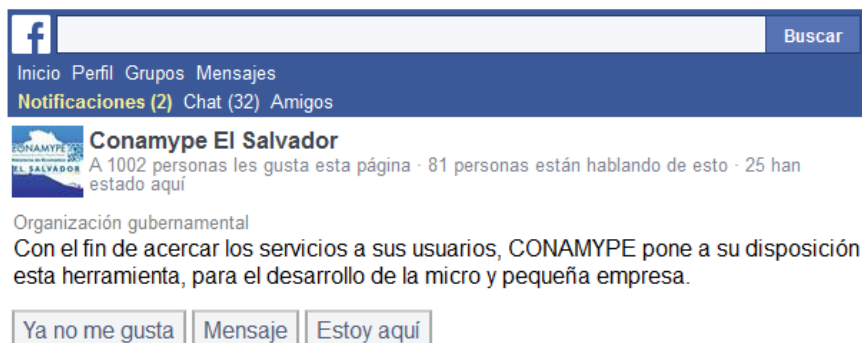 f
Buscar
Inicio Perfil Grupos Mensajes
Notificaciones (2) Chat (32) Amigos
CONAMYPE
EL SALVADOR
Conamype El Salvador
A 1002 personas les gusta esta página · 81 personas están hablando de esto · 25 han
estado aquí
Organización gubernamental
Con el fin de acercar los servicios a sus usuarios, CONAMYPE pone a su disposición
esta herramienta, para el desarrollo de la micro y pequeña empresa.
Ya no me gusta Mensaje Estoy aquí